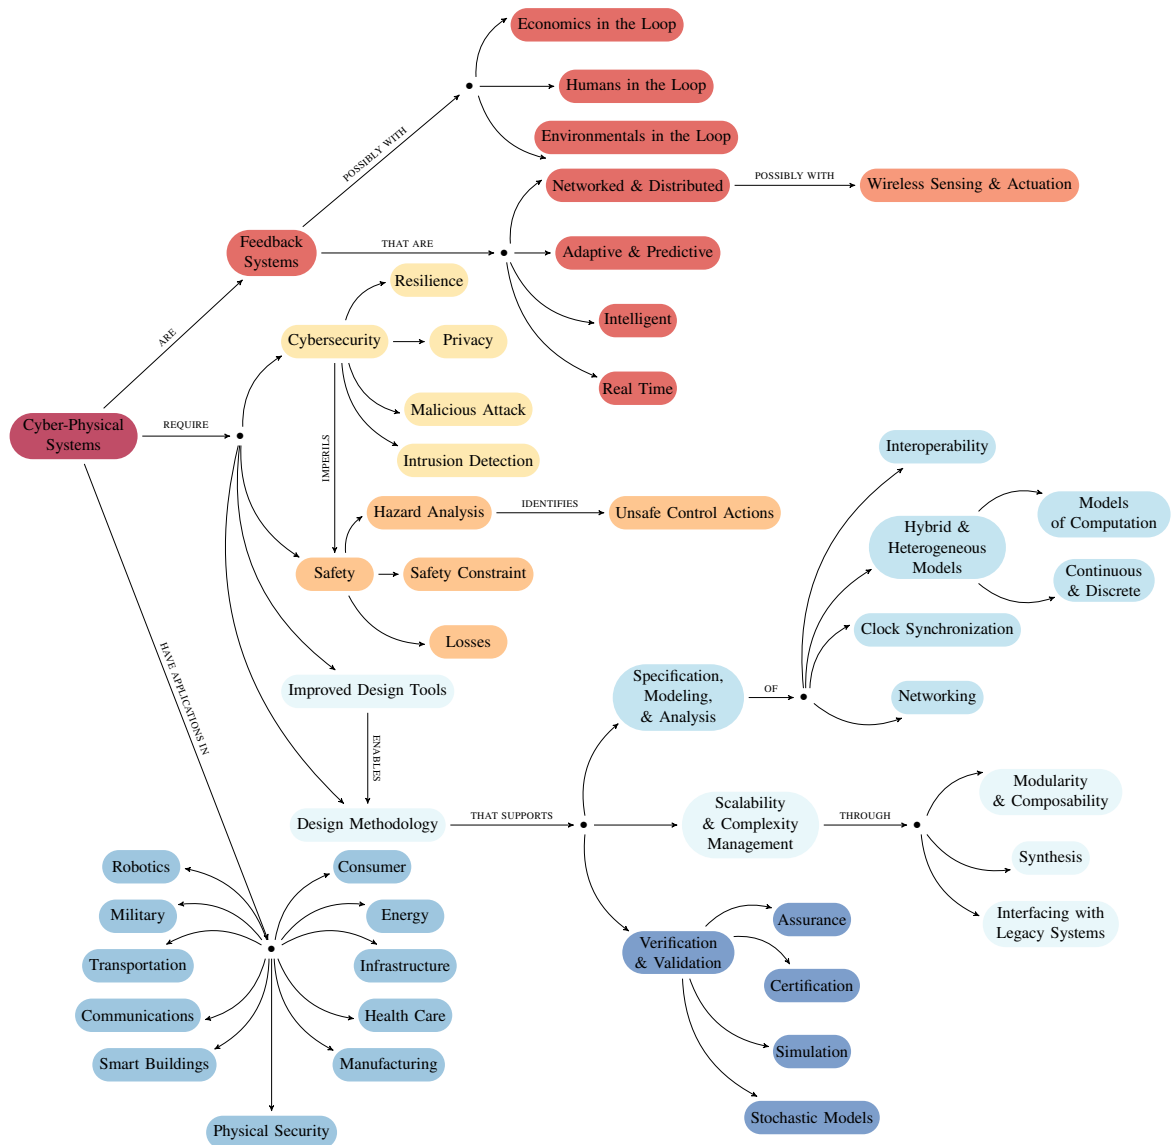 Economics in the Loop
Humans in the Loop
Environmentals in the Loop
POSSIBLY WITH
Networked & Distributed
POSSIBLY WITH
Wireless Sensing & Actuation
Feedback
Systems
THAT ARE
Adaptive & Predictive
Resilience
Intelligent
ARE
Cybersecurity
Privacy
Real Time
Malicious Attack
Cyber-Physical
Systems
REQUIRE
Intrusion Detection
IMPERILS
Interoperability
Hazard Analysis
IDENTIFIES
Unsafe Control Actions
Models
of Computation
Hybrid &
Heterogeneous
Models
Safety
Safety Constraint
Continuous
& Discrete
Losses
Clock Synchronization
HAVE APPLICATIONS IN
Improved Design Tools
Specification,
Modeling,
& Analysis
OF
Networking
ENABLES
Modularity
& Composability
Design Methodology
THAT SUPPORTS
Scalability
& Complexity
Management
THROUGH
Synthesis
Interfacing with
Legacy Systems
Robotics
Consumer
Military
Energy
Assurance
Transportation
Infrastructure
Verification
& Validation
Certification
Communications
Health Care
Smart Buildings
Manufacturing
Simulation
Stochastic Models
Physical Security